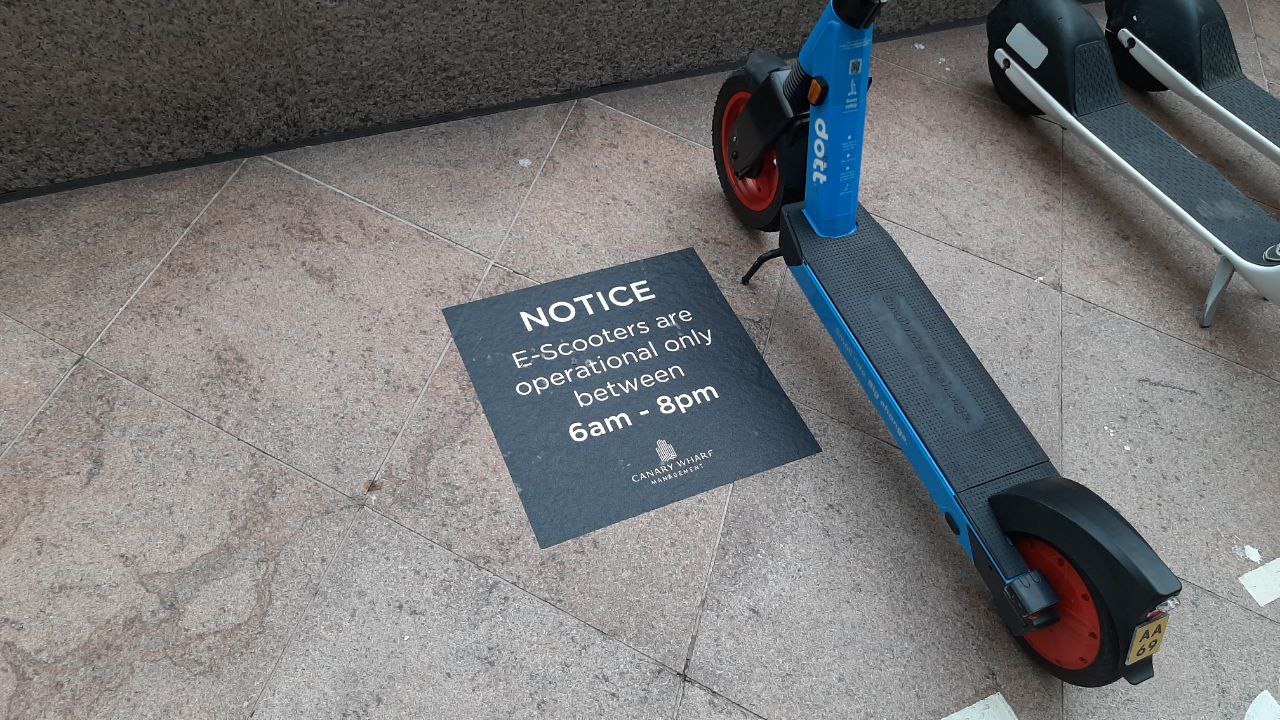 NOTICE
E-Scooters are
operational only
between
6am - 8pm
CANARY WHARF
MANAGEMENT
dott
AA
69